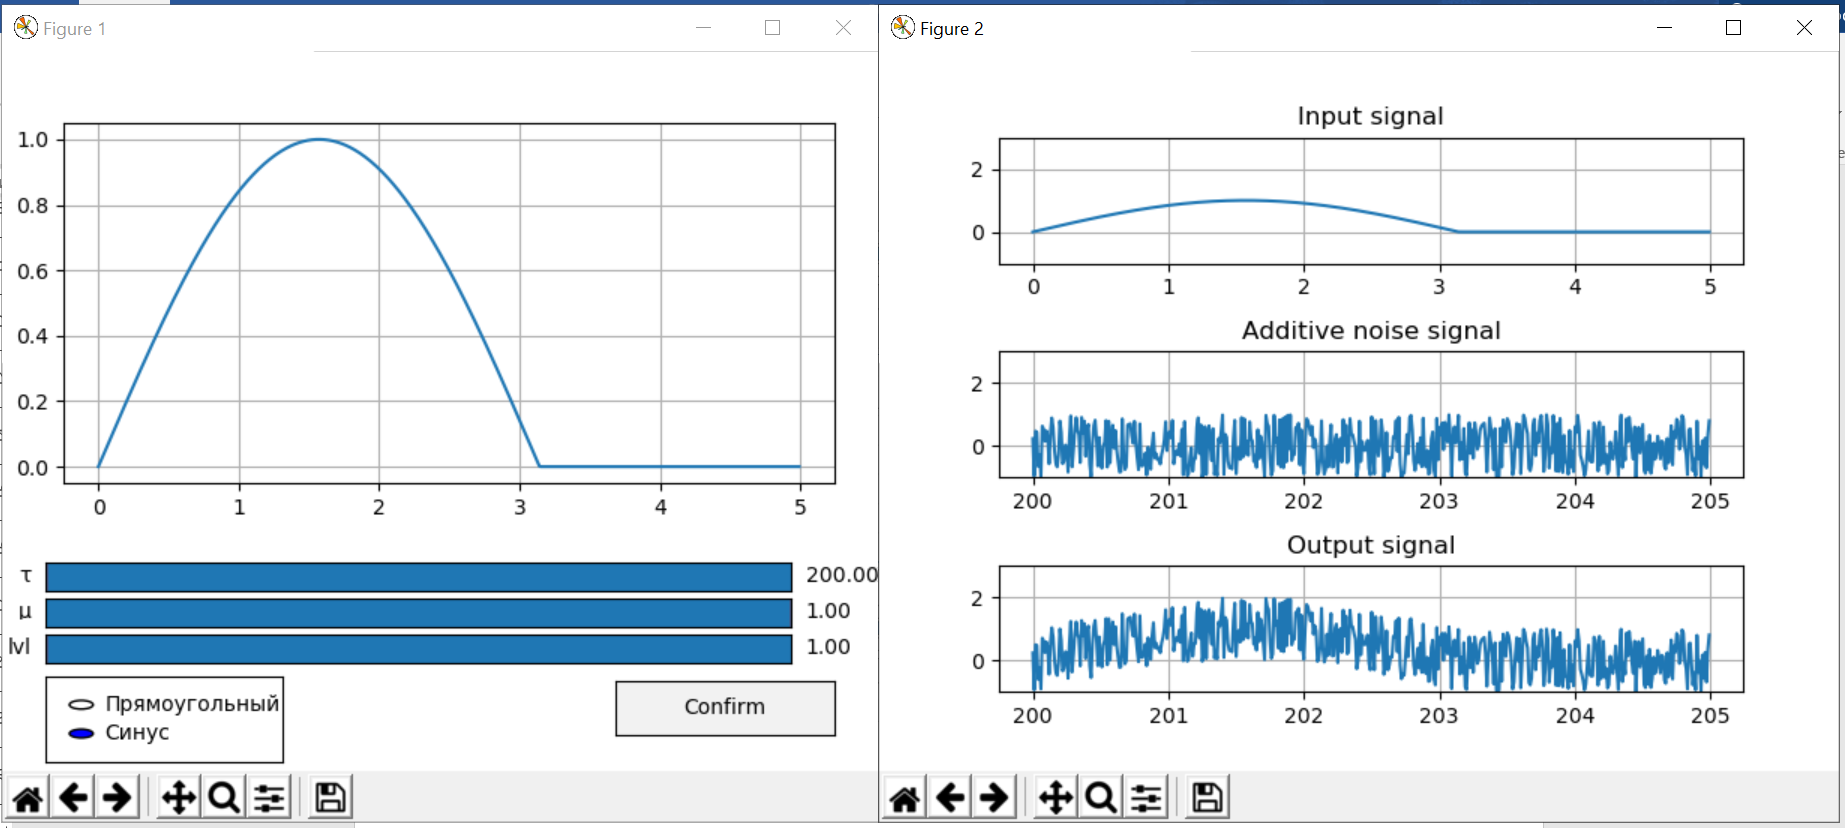 Figure 1
1.0
0.8
0.6
0.4
0.2
0.0
0 1 2 3 4 5
τ 200.00
μ 1.00
lvl 1.00
Прямоугольный
Синус
Confirm
Figure 2
Input signal
2
0
0 1 2 3 4 5
Additive noise signal
2
0
200 201 202 203 204 205
Output signal
2
0
200 201 202 203 204 205